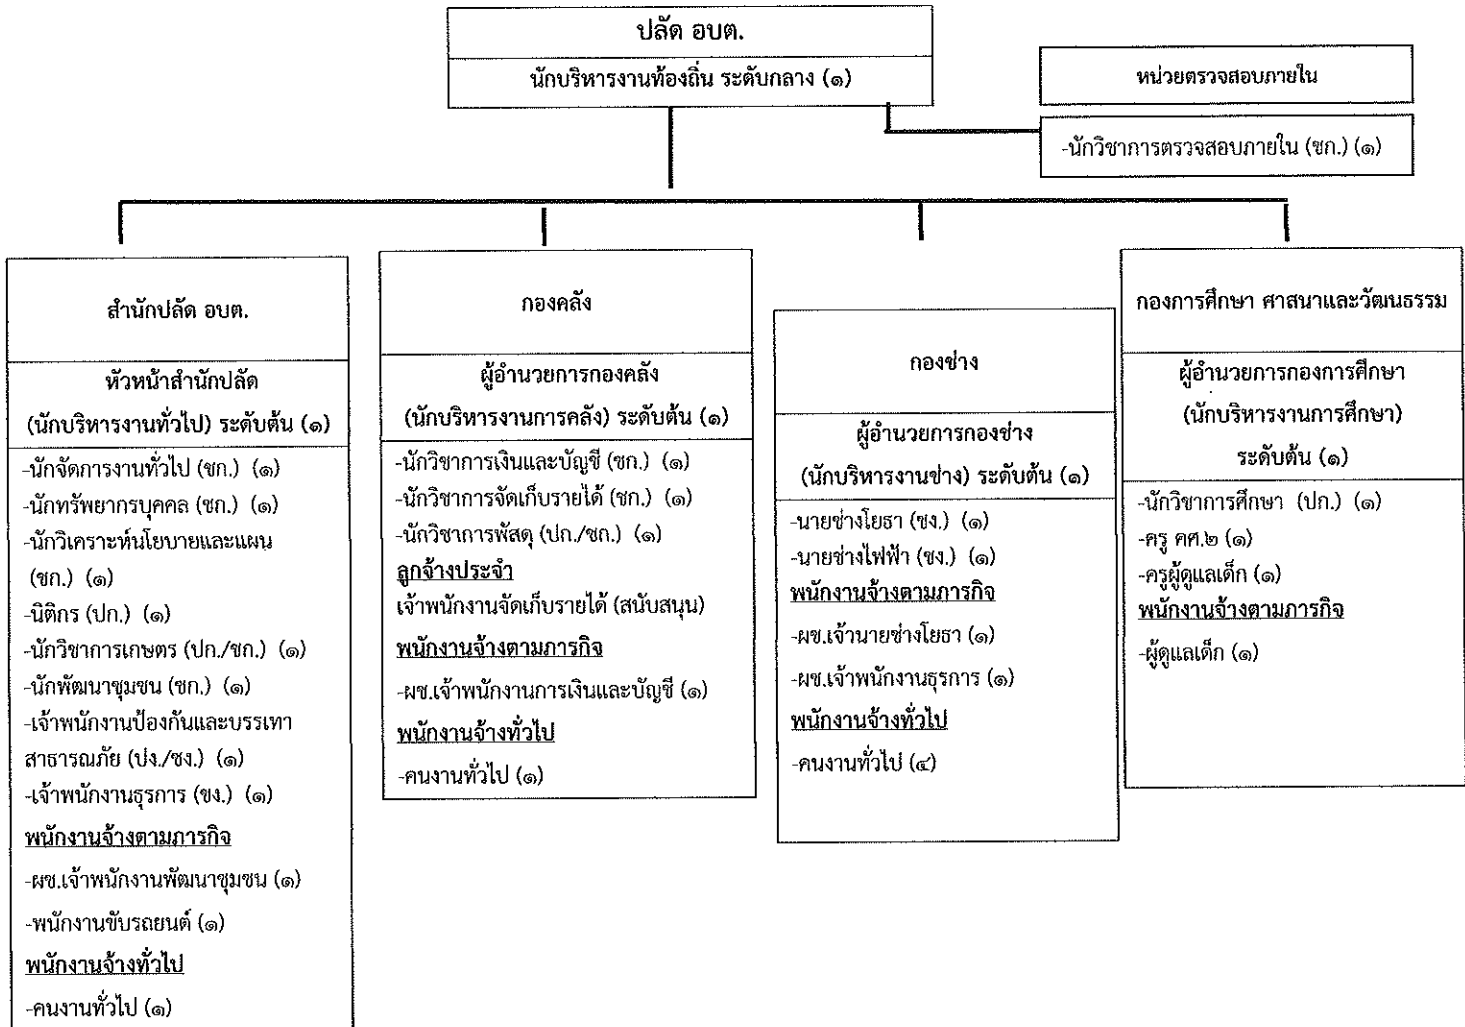 ปลัด อบต.
นักบริหารงานท้องถิ่น ระดับกลาง (๑)
หน่วยตรวจสอบภายใน
-นักวิชาการตรวจสอบภายใน (ชก.) (๑)
สำนักปลัด อบต.
หัวหน้าสำนักปลัด
(นักบริหารงานทั่วไป) ระดับต้น (๑)
-นักจัดการงานทั่วไป (ชก.) (๑)
-นักทรัพยากรบุคคล (ชก.) (๑)
-นักวิเคราะห์นโยบายและแผน
(ชก.) (๑)
-นิติกร (ปก.) (๑)
-นักวิชาการเกษตร (ปก./ชก.) (๑)
-นักพัฒนาชุมชน (ชก.) (๑)
-เจ้าพนักงานป้องกันและบรรเทา
สาธารณภัย (ปง./ชง.) (๑)
-เจ้าพนักงานธุรการ (ชง.) (๑)
พนักงานจ้างตามภารกิจ
-ผช.เจ้าพนักงานพัฒนาชุมชน (๑)
-พนักงานขับรถยนต์ (๑)
พนักงานจ้างทั่วไป
-คนงานทั่วไป (๑)
กองคลัง
ผู้อำนวยการกองคลัง
(นักบริหารงานการคลัง) ระดับต้น (๑)
-นักวิชาการเงินและบัญชี (ชก.) (๑)
-นักวิชาการจัดเก็บรายได้ (ชก.) (๑)
-นักวิชาการพัสดุ (ปก./ชก.) (๑)
ลูกจ้างประจำ
เจ้าพนักงานจัดเก็บรายได้ (สนับสนุน)
พนักงานจ้างตามภารกิจ
-ผช.เจ้าพนักงานการเงินและบัญชี (๑)
พนักงานจ้างทั่วไป
-คนงานทั่วไป (๑)
กองช่าง
ผู้อำนวยการกองช่าง
(นักบริหารงานช่าง) ระดับต้น (๑)
-นายช่างโยธา (ชง.) (๑)
-นายช่างไฟฟ้า (ชง.) (๑)
พนักงานจ้างตามภารกิจ
-ผช.เจ้านายช่างโยธา (๑)
-ผช.เจ้าพนักงานธุรการ (๑)
พนักงานจ้างทั่วไป
-คนงานทั่วไป (๔)
กองการศึกษา ศาสนาและวัฒนธรรม
ผู้อำนวยการกองการศึกษา
(นักบริหารงานการศึกษา)
ระดับต้น (๑)
-นักวิชาการศึกษา (ปก.) (๑)
-ครู คศ.๒ (๑)
-ครูผู้ดูแลเด็ก (๑)
พนักงานจ้างตามภารกิจ
-ผู้ดูแลเด็ก (๑)